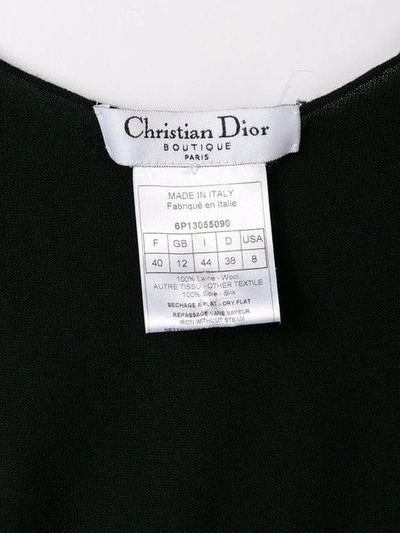 Christian Dior
BOUTIQUE
PARIS
MADE IN ITALY
Fabriqué en Italie
6P13055090
F GB I D USA
40 12 44 38 8
100% Laine - Wool
AUTRE TISSU - OTHER TEXTILE
100% Soie - Silk
SECHAGE A PLAT - DRY FLAT
REPASSAGE SANS VAPEUR
IRON WITHOUT STEAM